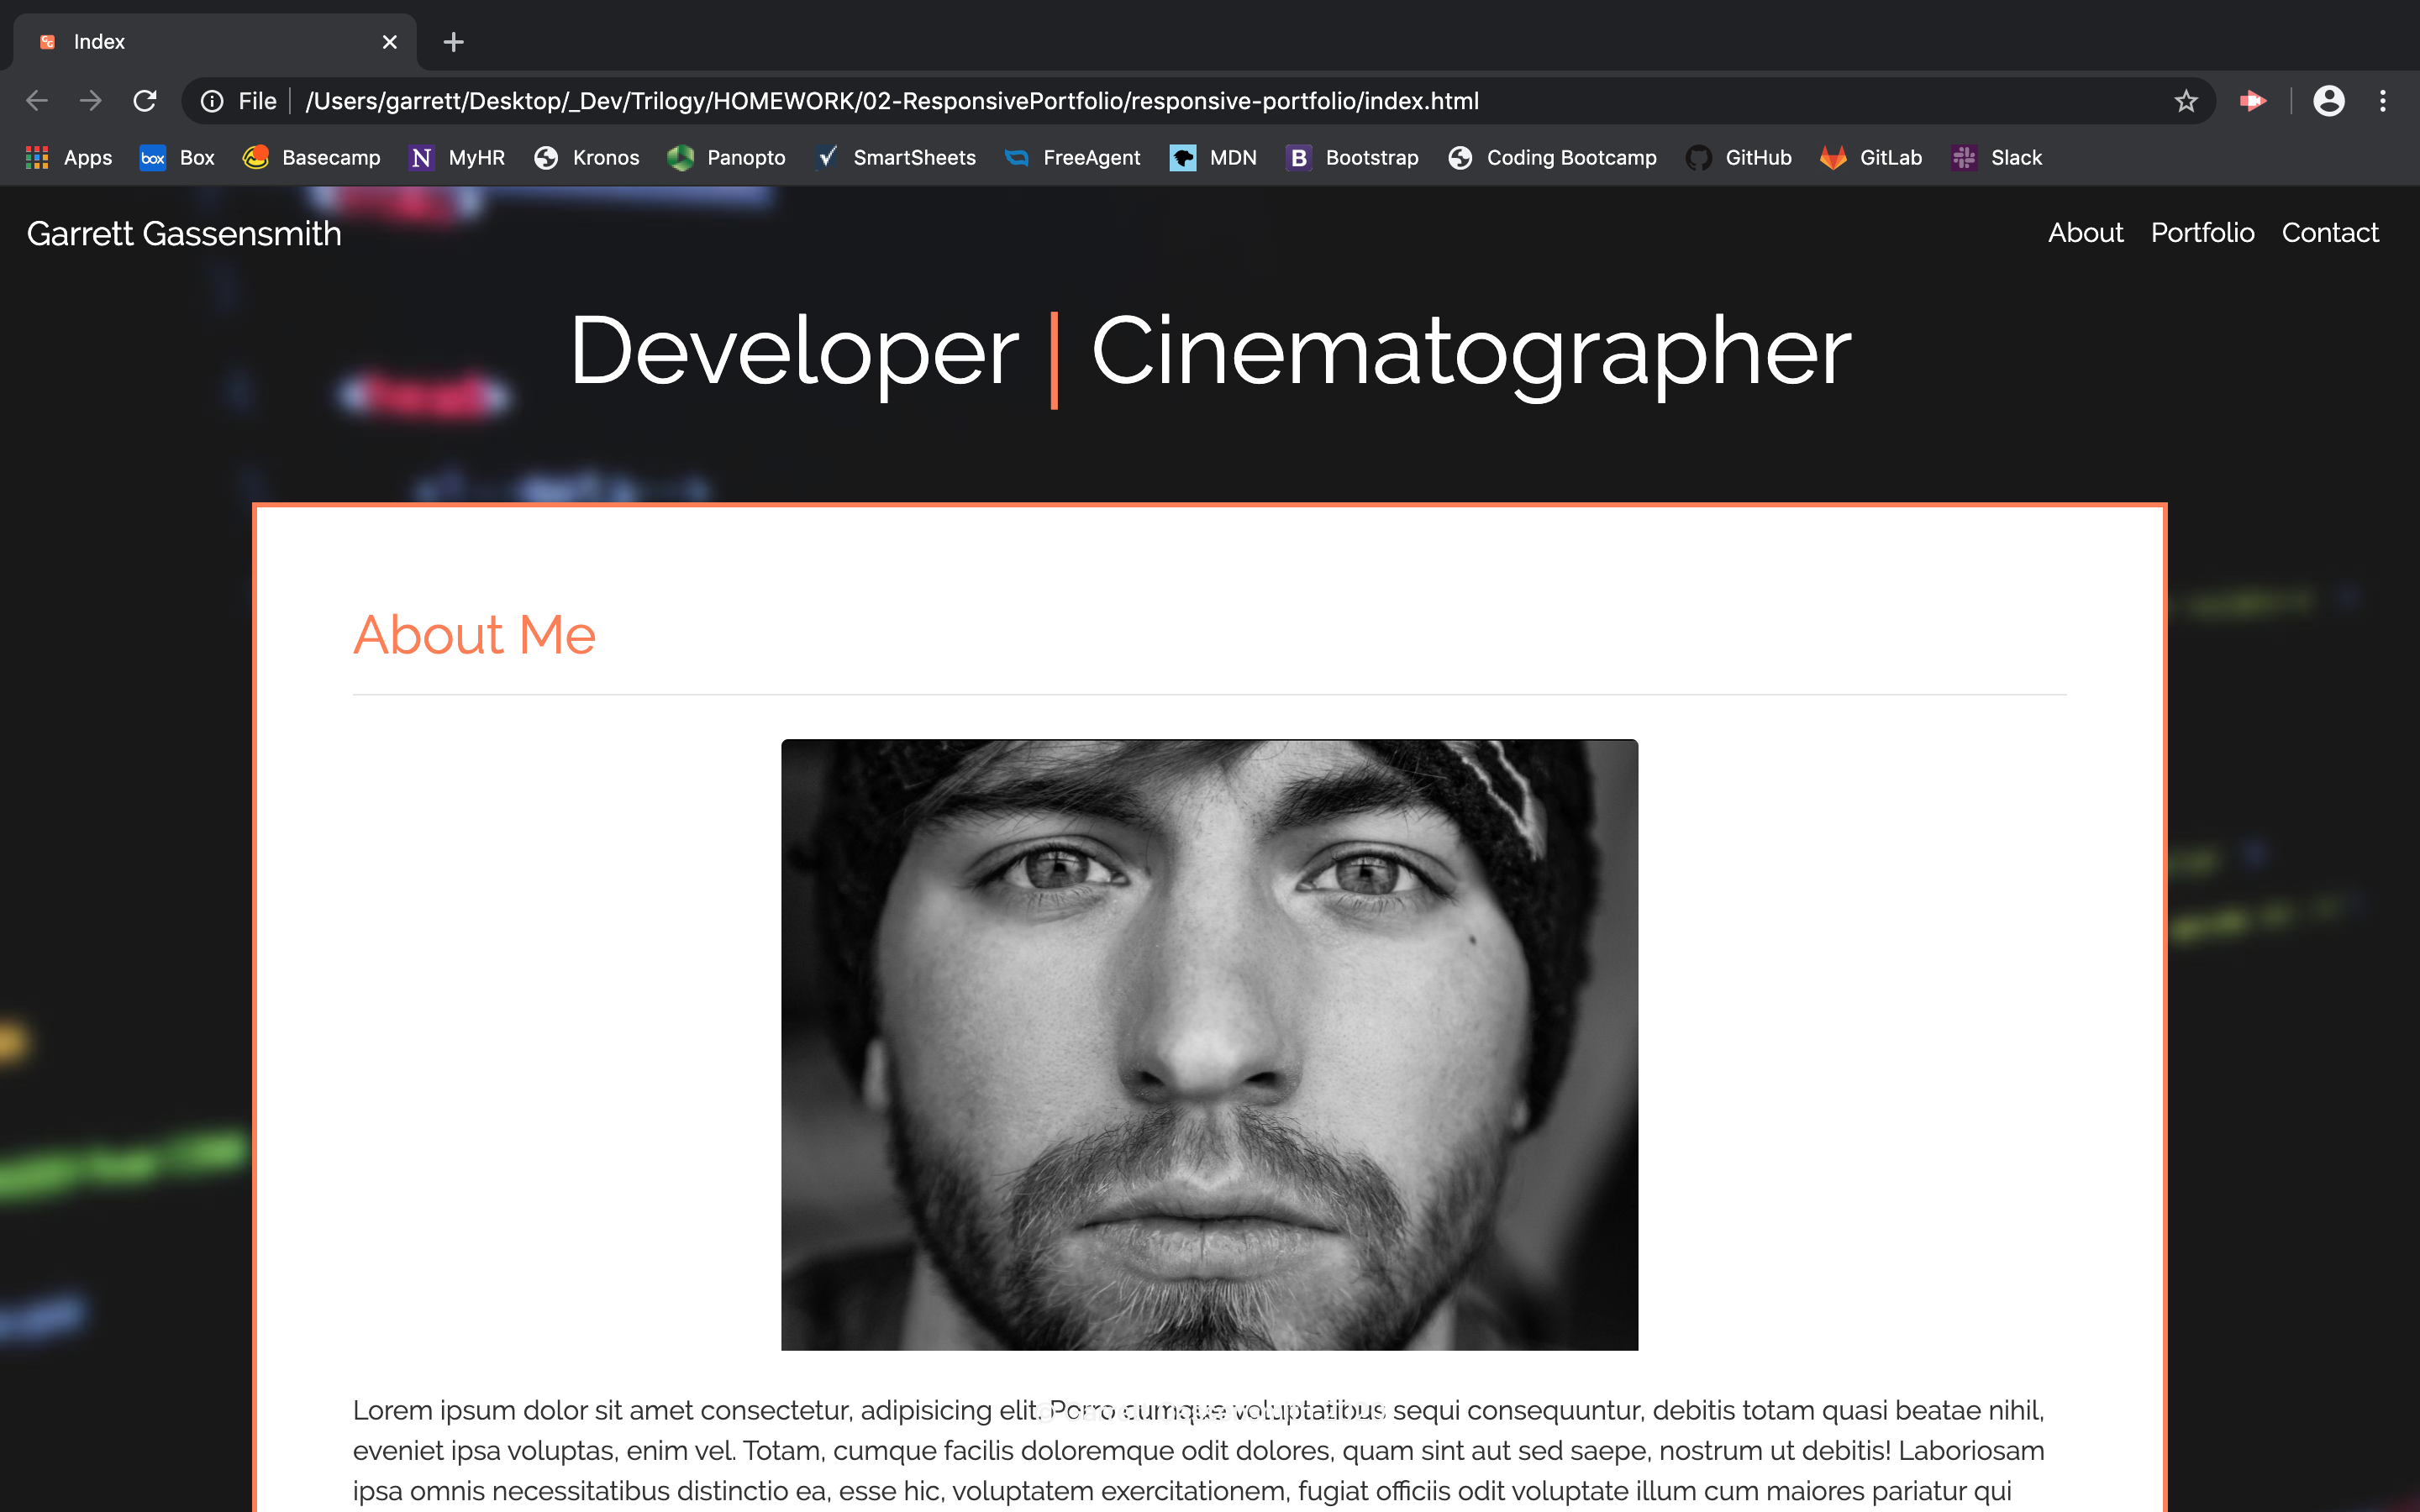 Index
File /Users/garrett/Desktop/_Dev/Trilogy/HOMEWORK/02-ResponsivePortfolio/responsive-portfolio/index.html
Apps box Box Basecamp N MyHR Kronos Panopto SmartSheets FreeAgent MDN B Bootstrap Coding Bootcamp GitHub GitLab Slack
Garrett Gassensmith About Portfolio Contact
Developer | Cinematographer
<head>
About Me
Lorem ipsum dolor sit amet consectetur, adipisicing elit. Porro cumque voluptatibus sequi consequuntur, debitis totam quasi beatae nihil,
eveniet ipsa voluptas, enim vel. Totam, cumque facilis doloremque odit dolores, quam sint aut sed saepe, nostrum ut debitis! Laboriosam
ipsa omnis necessitatibus distinctio ea, esse hic, voluptatem exercitationem, fugiat officiis odit voluptate illum cum maiores pariatur qui